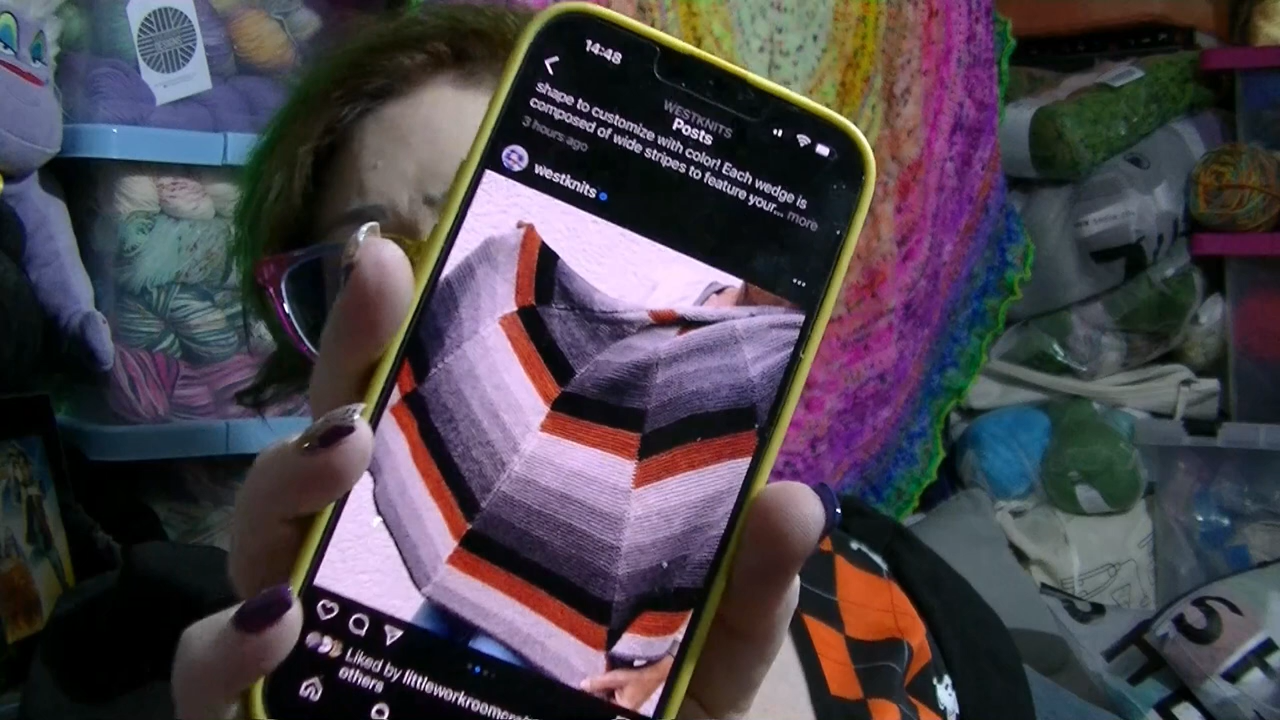 14:48
WESTKNITS
Posts
shape to customize with color! Each wedge is
composed of wide stripes to feature your... more
3 hours ago
westknits
Liked by
others